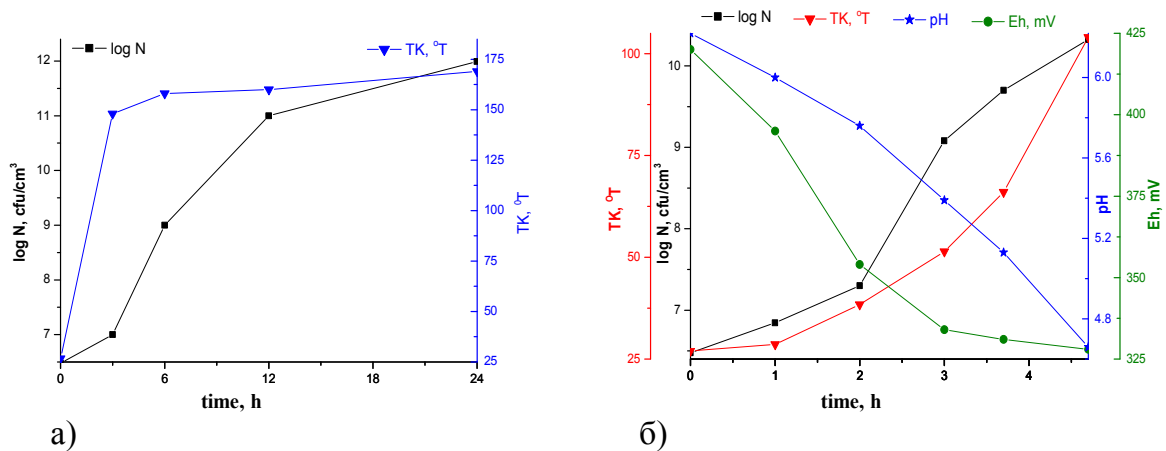 log N
TK, °T
12
11
10
9
8
7
log N, cfu/cm³
175
150
175
100
75
50
25
TK, °T
0
6
12
18
24
time, h
а)
log N
TK, °T
pH
Eh, mV
100
75
50
25
TK, °T
10
9
8
7
log N, cfu/cm³
6.0
5.6
5.2
4.8
pH
425
400
375
350
325
Eh, mV
0
1
2
3
4
time, h
б)